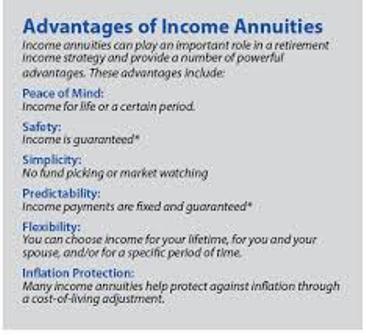 Advantages of Income Annuities
Income annuities can play an important role in a retirement
income strategy and provide a number of powerful
advantages. These advantages include:
Peace of Mind:
Income for life or a certain period.
Safety:
Income is guaranteed*
Simplicity:
No fund picking or market watching
Predictability:
Income payments are fixed and guaranteed*
Flexibility:
You can choose income for your lifetime, for you and your
spouse, and/or for a specific period of time.
Inflation Protection:
Many income annuities help protect against inflation through
a cost-of-living adjustment.